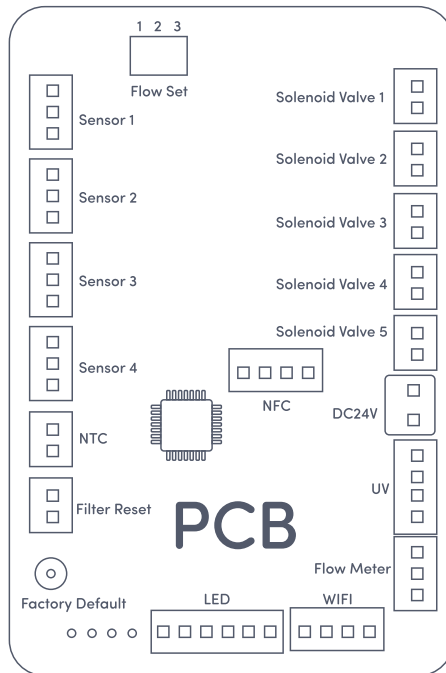 1 2 3
Flow Set
Sensor 1
Solenoid Valve 1
Sensor 2
Solenoid Valve 2
Sensor 3
Solenoid Valve 3
Solenoid Valve 4
Sensor 4
Solenoid Valve 5
NFC
DC24V
NTC
UV
Filter Reset
PCB
Flow Meter
Factory Default
LED
WIFI